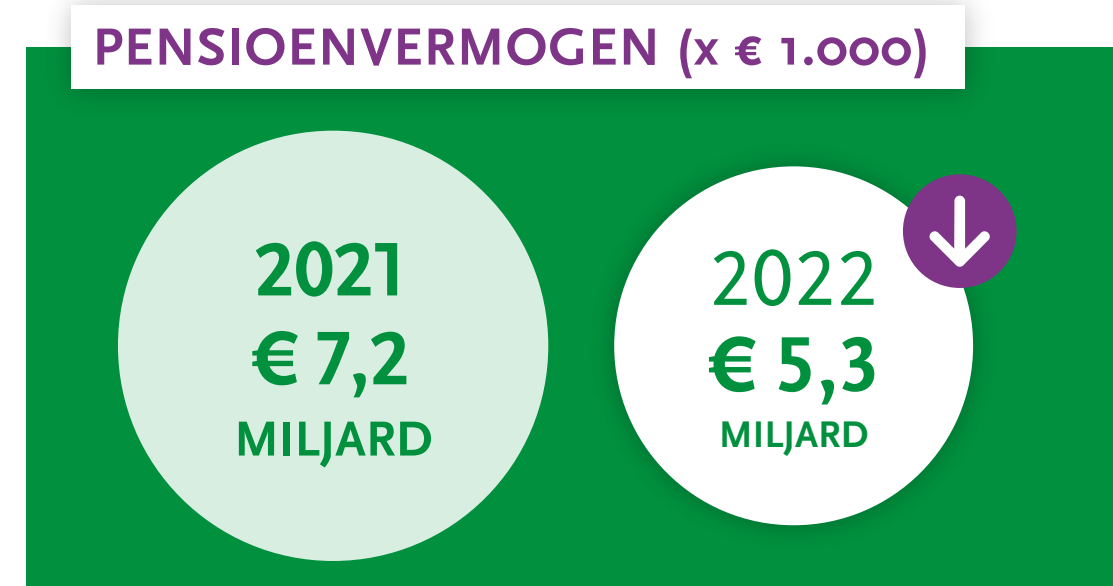 PENSIOENVERMOGEN (x € 1.000)
2021
€ 7,2
MILJARD
2022
€ 5,3
MILJARD